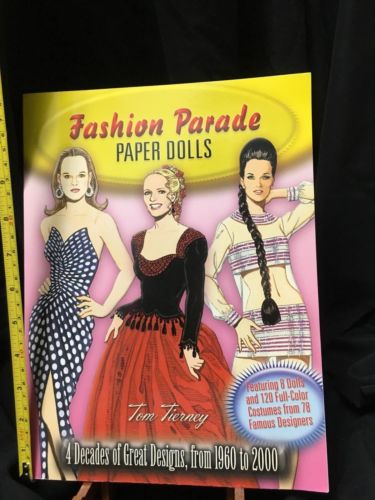 Fashion Parade
PAPER DOLLS
Tom Tierney
Featuring 8 Dolls
and 120 Full-Color
Costumes from 78
Famous Designers
4 Decades of Great Designs, from 1960 to 2000